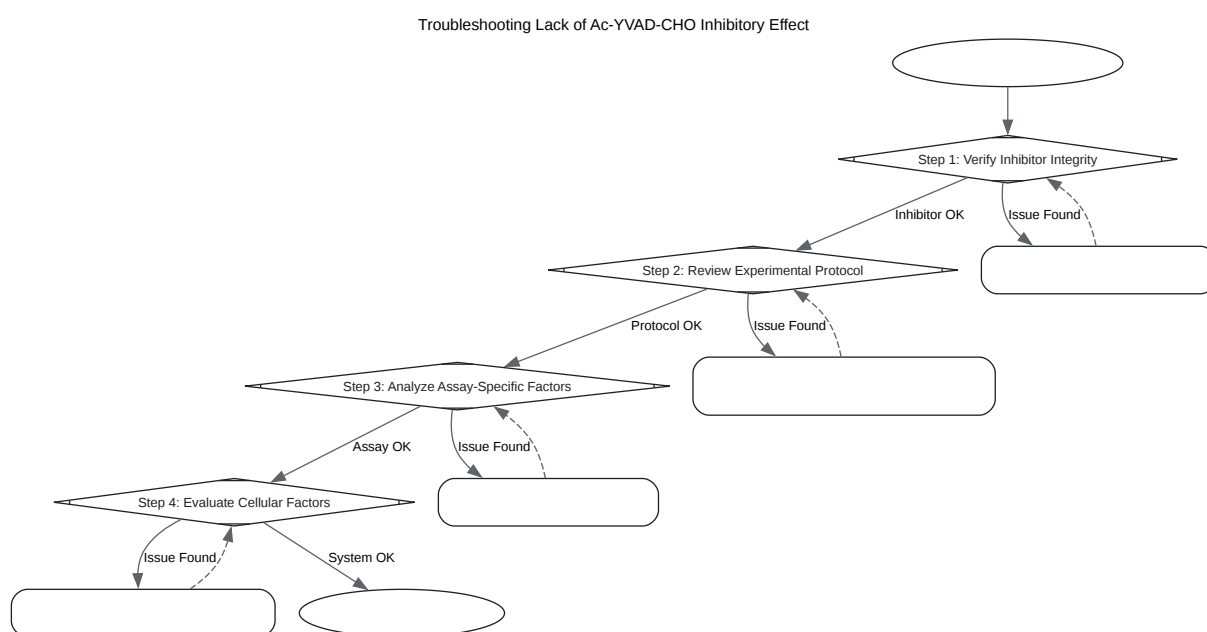 Troubleshooting Lack of Ac-YVAD-CHO Inhibitory Effect
Step 1: Verify Inhibitor Integrity
Inhibitor OK
Issue Found
Step 2: Review Experimental Protocol
Protocol OK
Issue Found
Step 3: Analyze Assay-Specific Factors
Assay OK
Issue Found
Step 4: Evaluate Cellular Factors
Issue Found
System OK